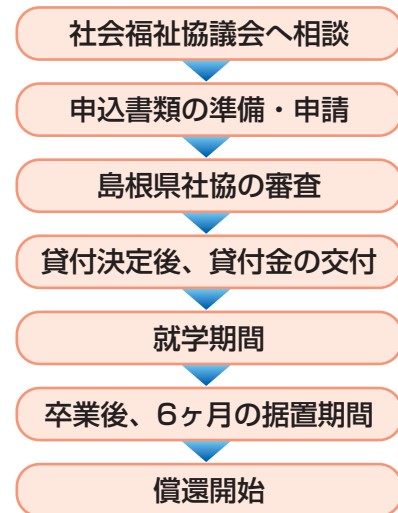 社会福祉協議会へ相談
申込書類の準備・申請
島根県社協の審査
貸付決定後、貸付金の交付
就学期間
卒業後、6ヶ月の据置期間
償還開始